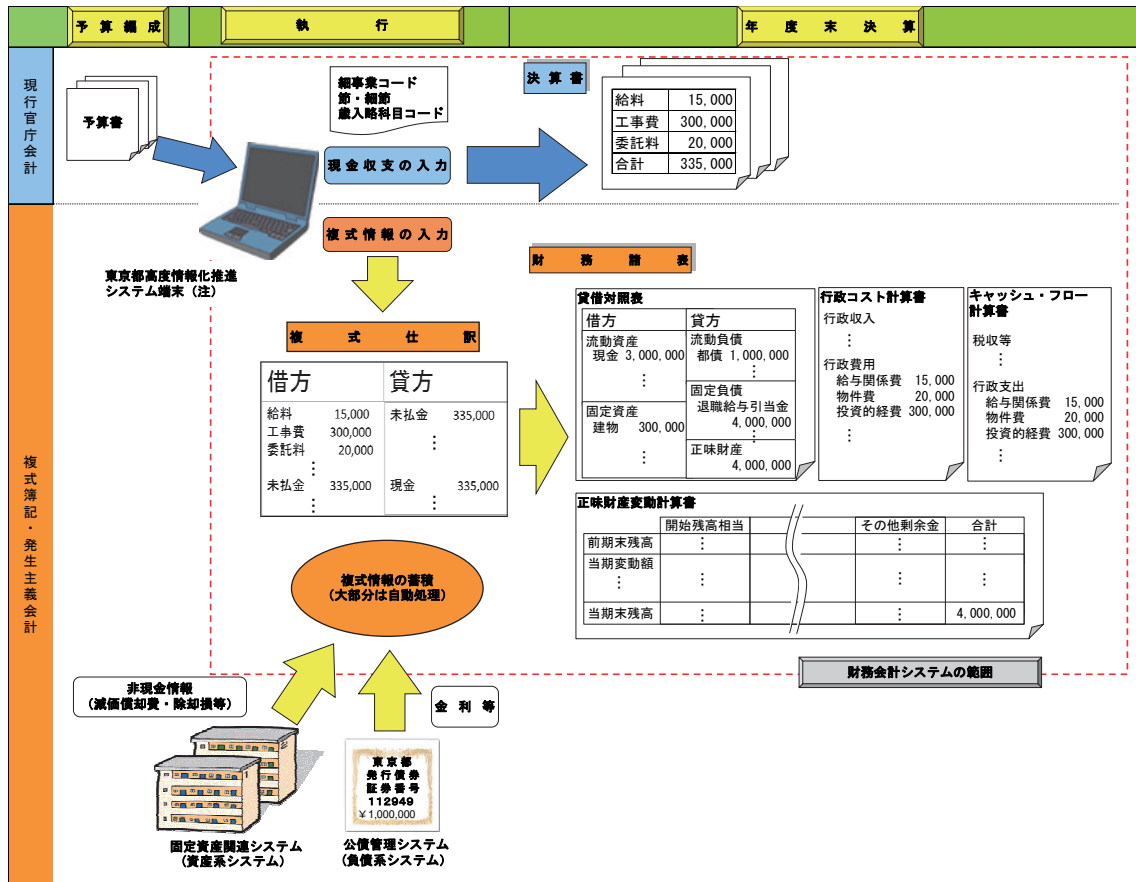 予算編成
執行
年度末決算
現行官庁会計
予算書
細事業コード
節・細節
歳入略科目コード
現金収支の入力
決算書
給料 15,000
工事費 300,000
委託料 20,000
合計 335,000
複式簿記・発生主義会計
複式情報の入力
東京都高度情報化推進
システム端末（注）
複式仕訳
借方 貸方
給料 15,000 未払金 335,000
工事費 300,000 ⋮
委託料 20,000
⋮
未払金 335,000 現金 335,000
⋮ ⋮
財務諸表
貸借対照表
借方
流動資産
現金 3,000,000
⋮
固定資産
建物 300,000
⋮
貸方
流動負債
都債 1,000,000
⋮
固定負債
退職給与引当金
4,000,000
⋮
正味財産
4,000,000
行政コスト計算書
行政収入
⋮
行政費用
給与関係費 15,000
物件費 20,000
投資的経費 300,000
⋮
キャッシュ・フロー
計算書
税収等
⋮
行政支出
給与関係費 15,000
物件費 20,000
投資的経費 300,000
⋮
正味財産変動計算書
開始残高相当 その他剰余金 合計
前期末残高 ⋮ ⋮ ⋮
当期変動額
⋮ ⋮ ⋮ ⋮
当期末残高 ⋮ ⋮ 4,000,000
複式情報の蓄積
（大部分は自動処理）
財務会計システムの範囲
非現金情報
（減価償却費・除却損等）
金利等
東京都
発行債券
証券番号
112949
￥1,000,000
固定資産関連システム
（資産系システム）
公債管理システム
（負債系システム）